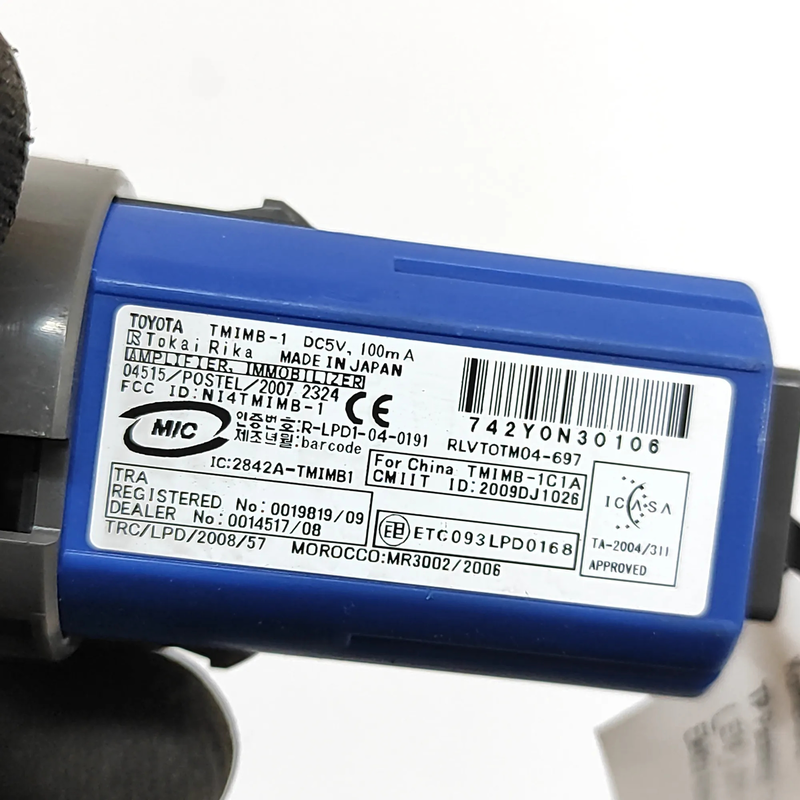 TOYOTA TMIMB-1 DC5V, 100mA
Tokai Rika MADE IN JAPAN
AMPLIFIER, IMMOBILIZER
04515/POSTEL/2007 2324
FCC ID:NI4TMIMB-1
CE
MIC
인증번호:R-LPD1-04-0191
제조년월:barcode
IC:2842A-TMIMB1
742Y0N30106
RLVTOTM04-697
For China TMIMB-1C1A
CMIIT ID:2009DJ1026
TRA
REGISTERED No:0019819/09
DEALER No:0014517/08
TRC/LPD/2008/57
ETC093LPD0168
MOROCCO:MR3002/2006
ICASA
TA-2004/311
APPROVED